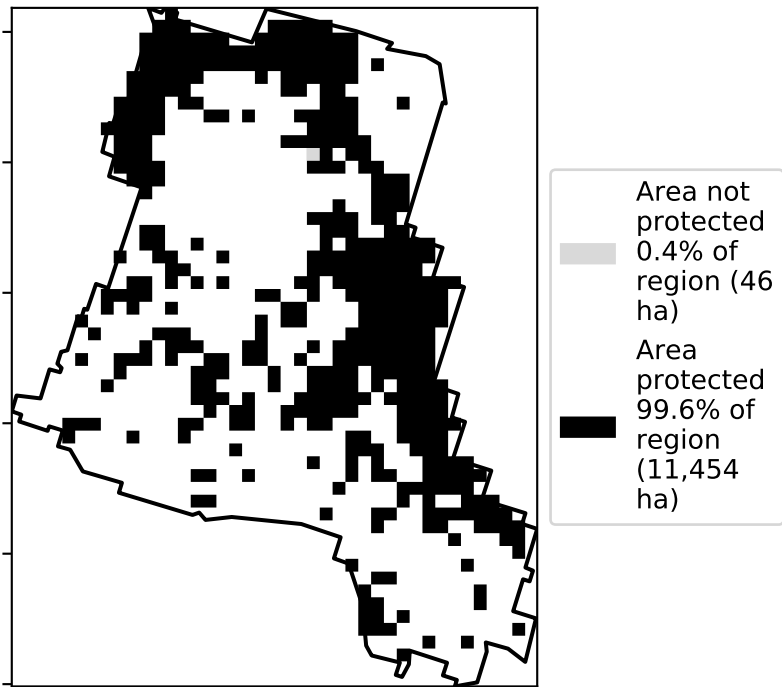 Area not
protected
0.4% of
region (46
ha)
Area
protected
99.6% of
region
(11,454
ha)